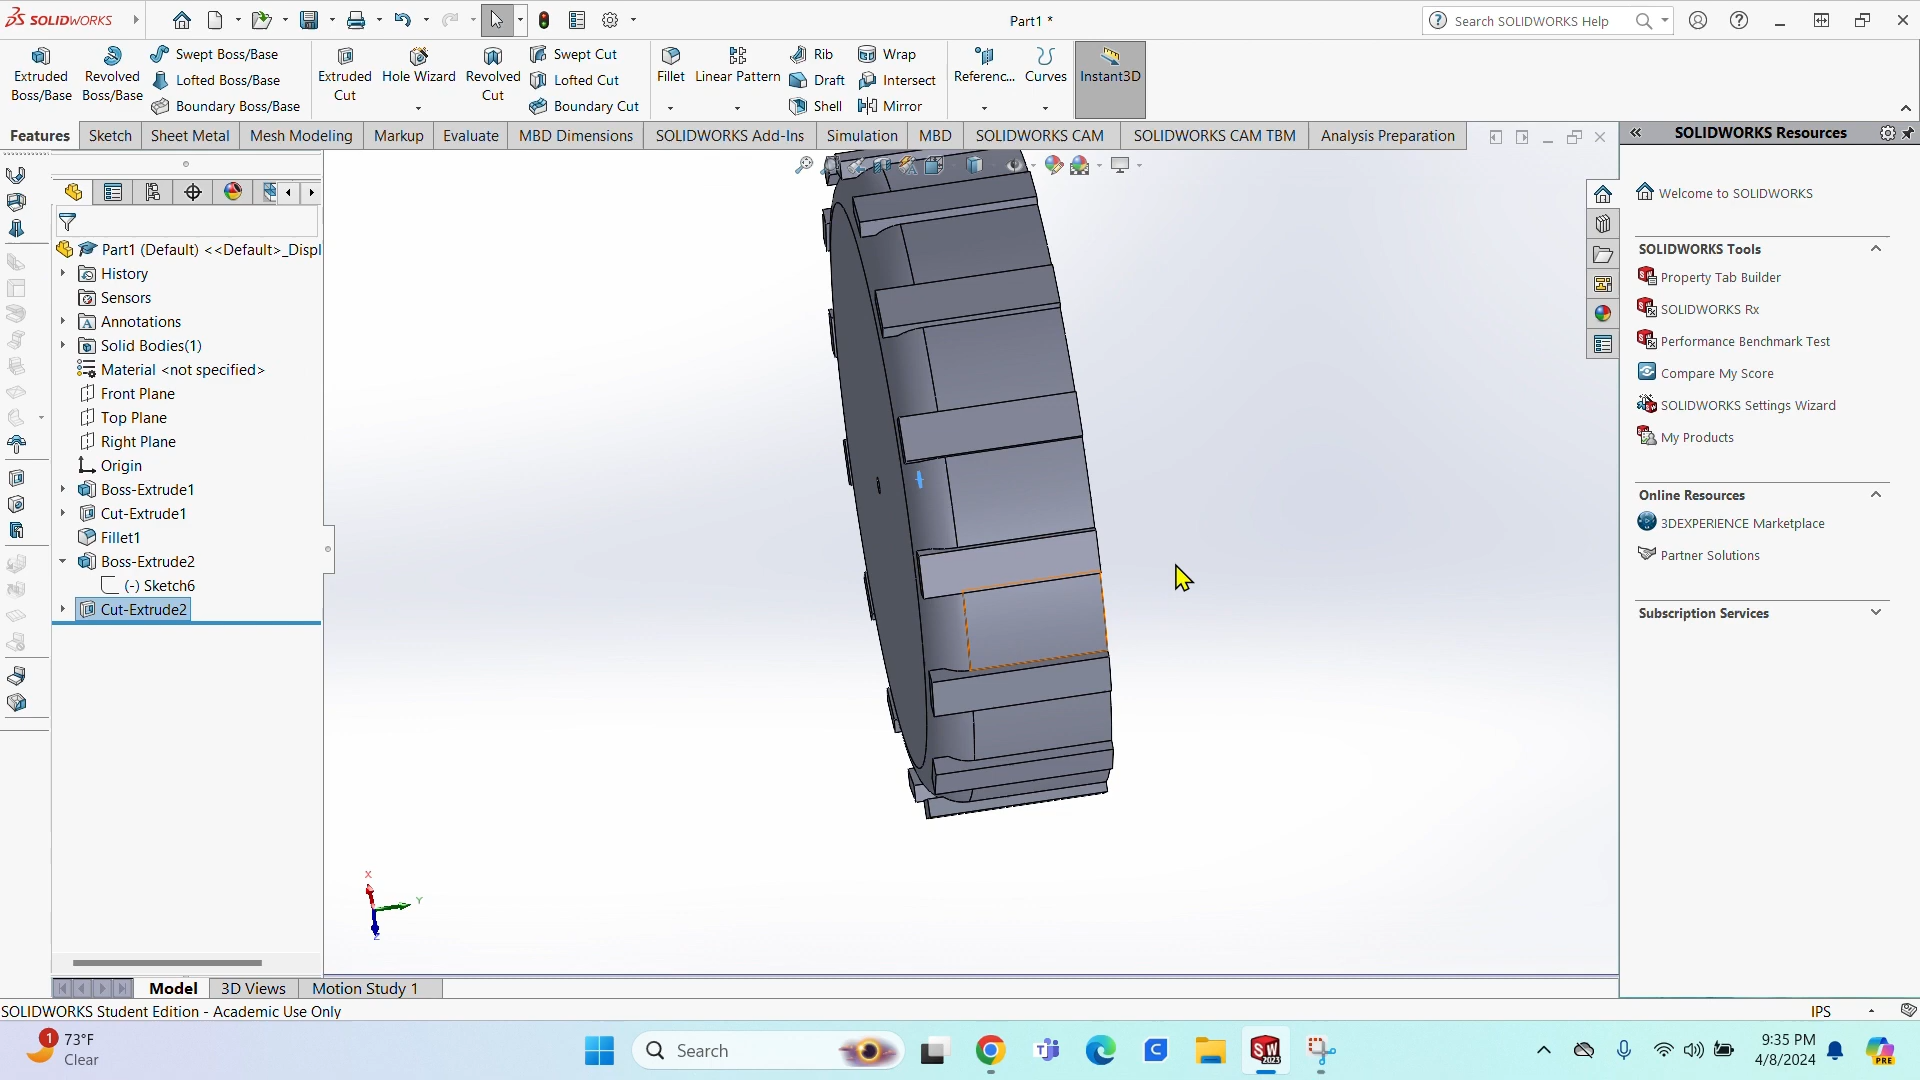 SOLIDWORKS
Part1 *
Search SOLIDWORKS Help
Extruded Boss/Base
Revolved Boss/Base
Swept Boss/Base
Lofted Boss/Base
Boundary Boss/Base
Extruded Cut
Hole Wizard
Revolved Cut
Swept Cut
Lofted Cut
Boundary Cut
Fillet
Linear Pattern
Rib
Draft
Shell
Wrap
Intersect
Mirror
Referenc...
Curves
Instant3D
Features
Sketch
Sheet Metal
Mesh Modeling
Markup
Evaluate
MBD Dimensions
SOLIDWORKS Add-Ins
Simulation
MBD
SOLIDWORKS CAM
SOLIDWORKS CAM TBM
Analysis Preparation
Part1 (Default) <<Default>_Displ
History
Sensors
Annotations
Solid Bodies(1)
Material <not specified>
Front Plane
Top Plane
Right Plane
Origin
Boss-Extrude1
Cut-Extrude1
Fillet1
Boss-Extrude2
(-) Sketch6
Cut-Extrude2
X
Y
Z
SOLIDWORKS Resources
Welcome to SOLIDWORKS
SOLIDWORKS Tools
Property Tab Builder
SOLIDWORKS Rx
Performance Benchmark Test
Compare My Score
SOLIDWORKS Settings Wizard
My Products
Online Resources
3DEXPERIENCE Marketplace
Partner Solutions
Subscription Services
Model
3D Views
Motion Study 1
SOLIDWORKS Student Edition - Academic Use Only
IPS
1
73°F
Clear
Search
SW
2023
9:35 PM
4/8/2024
PRE